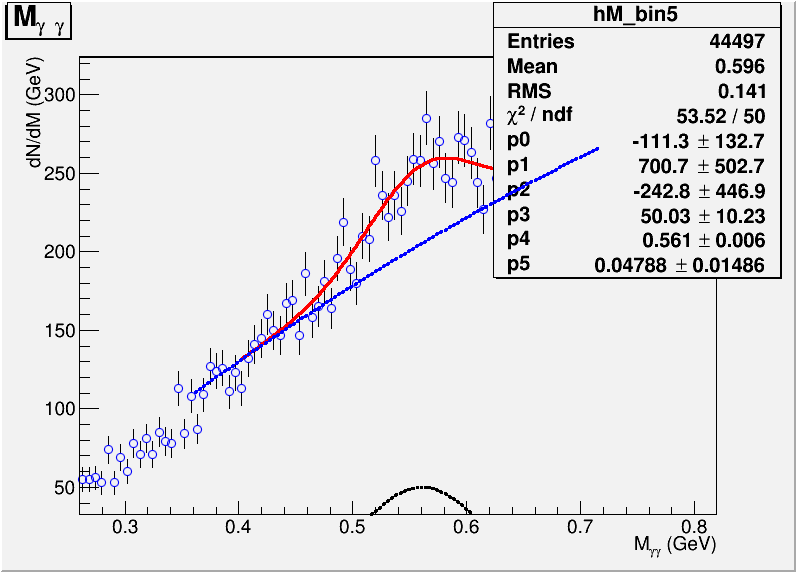 M γ γ
hM_bin5
Entries 44497
Mean 0.596
RMS 0.141
χ² / ndf 53.52 / 50
p0 -111.3 ± 132.7
p1 700.7 ± 502.7
p2 -242.8 ± 446.9
p3 50.03 ± 10.23
p4 0.561 ± 0.006
p5 0.04788 ± 0.01486
dN/dM (GeV)
300
250
200
150
100
50
0.3 0.4 0.5 0.6 0.7 0.8
Mγγ (GeV)